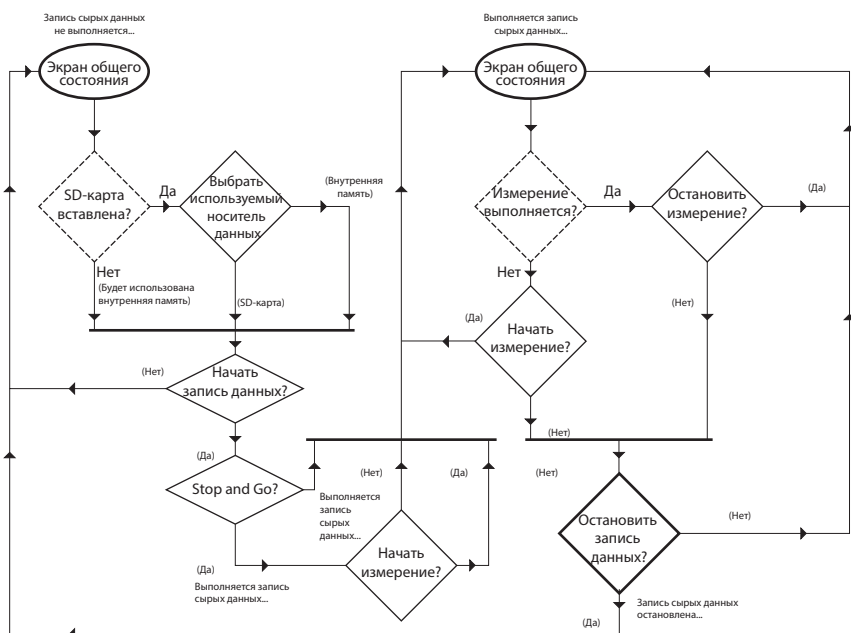 Запись сырых данных
не выполняется...
Экран общего
состояния
SD-карта
вставлена?
Да
Выбрать
используемый
носитель
данных
(Внутренняя
память)
Нет
(Будет использована
внутренняя память)
(SD-карта)
Начать
запись данных?
(Нет)
(Да)
Stop and Go?
(Да)
Выполняется запись
сырых данных...
Выполняется
запись
сырых
данных...
(Нет)
(Да)
Начать
измерение?
Выполняется запись
сырых данных...
Экран общего
состояния
Измерение
выполняется?
Да
Остановить
измерение?
(Да)
Нет
(Да)
Начать
измерение?
(Нет)
(Нет)
(Нет)
Остановить
запись
данных?
(Нет)
Запись сырых данных
остановлена...
(Да)